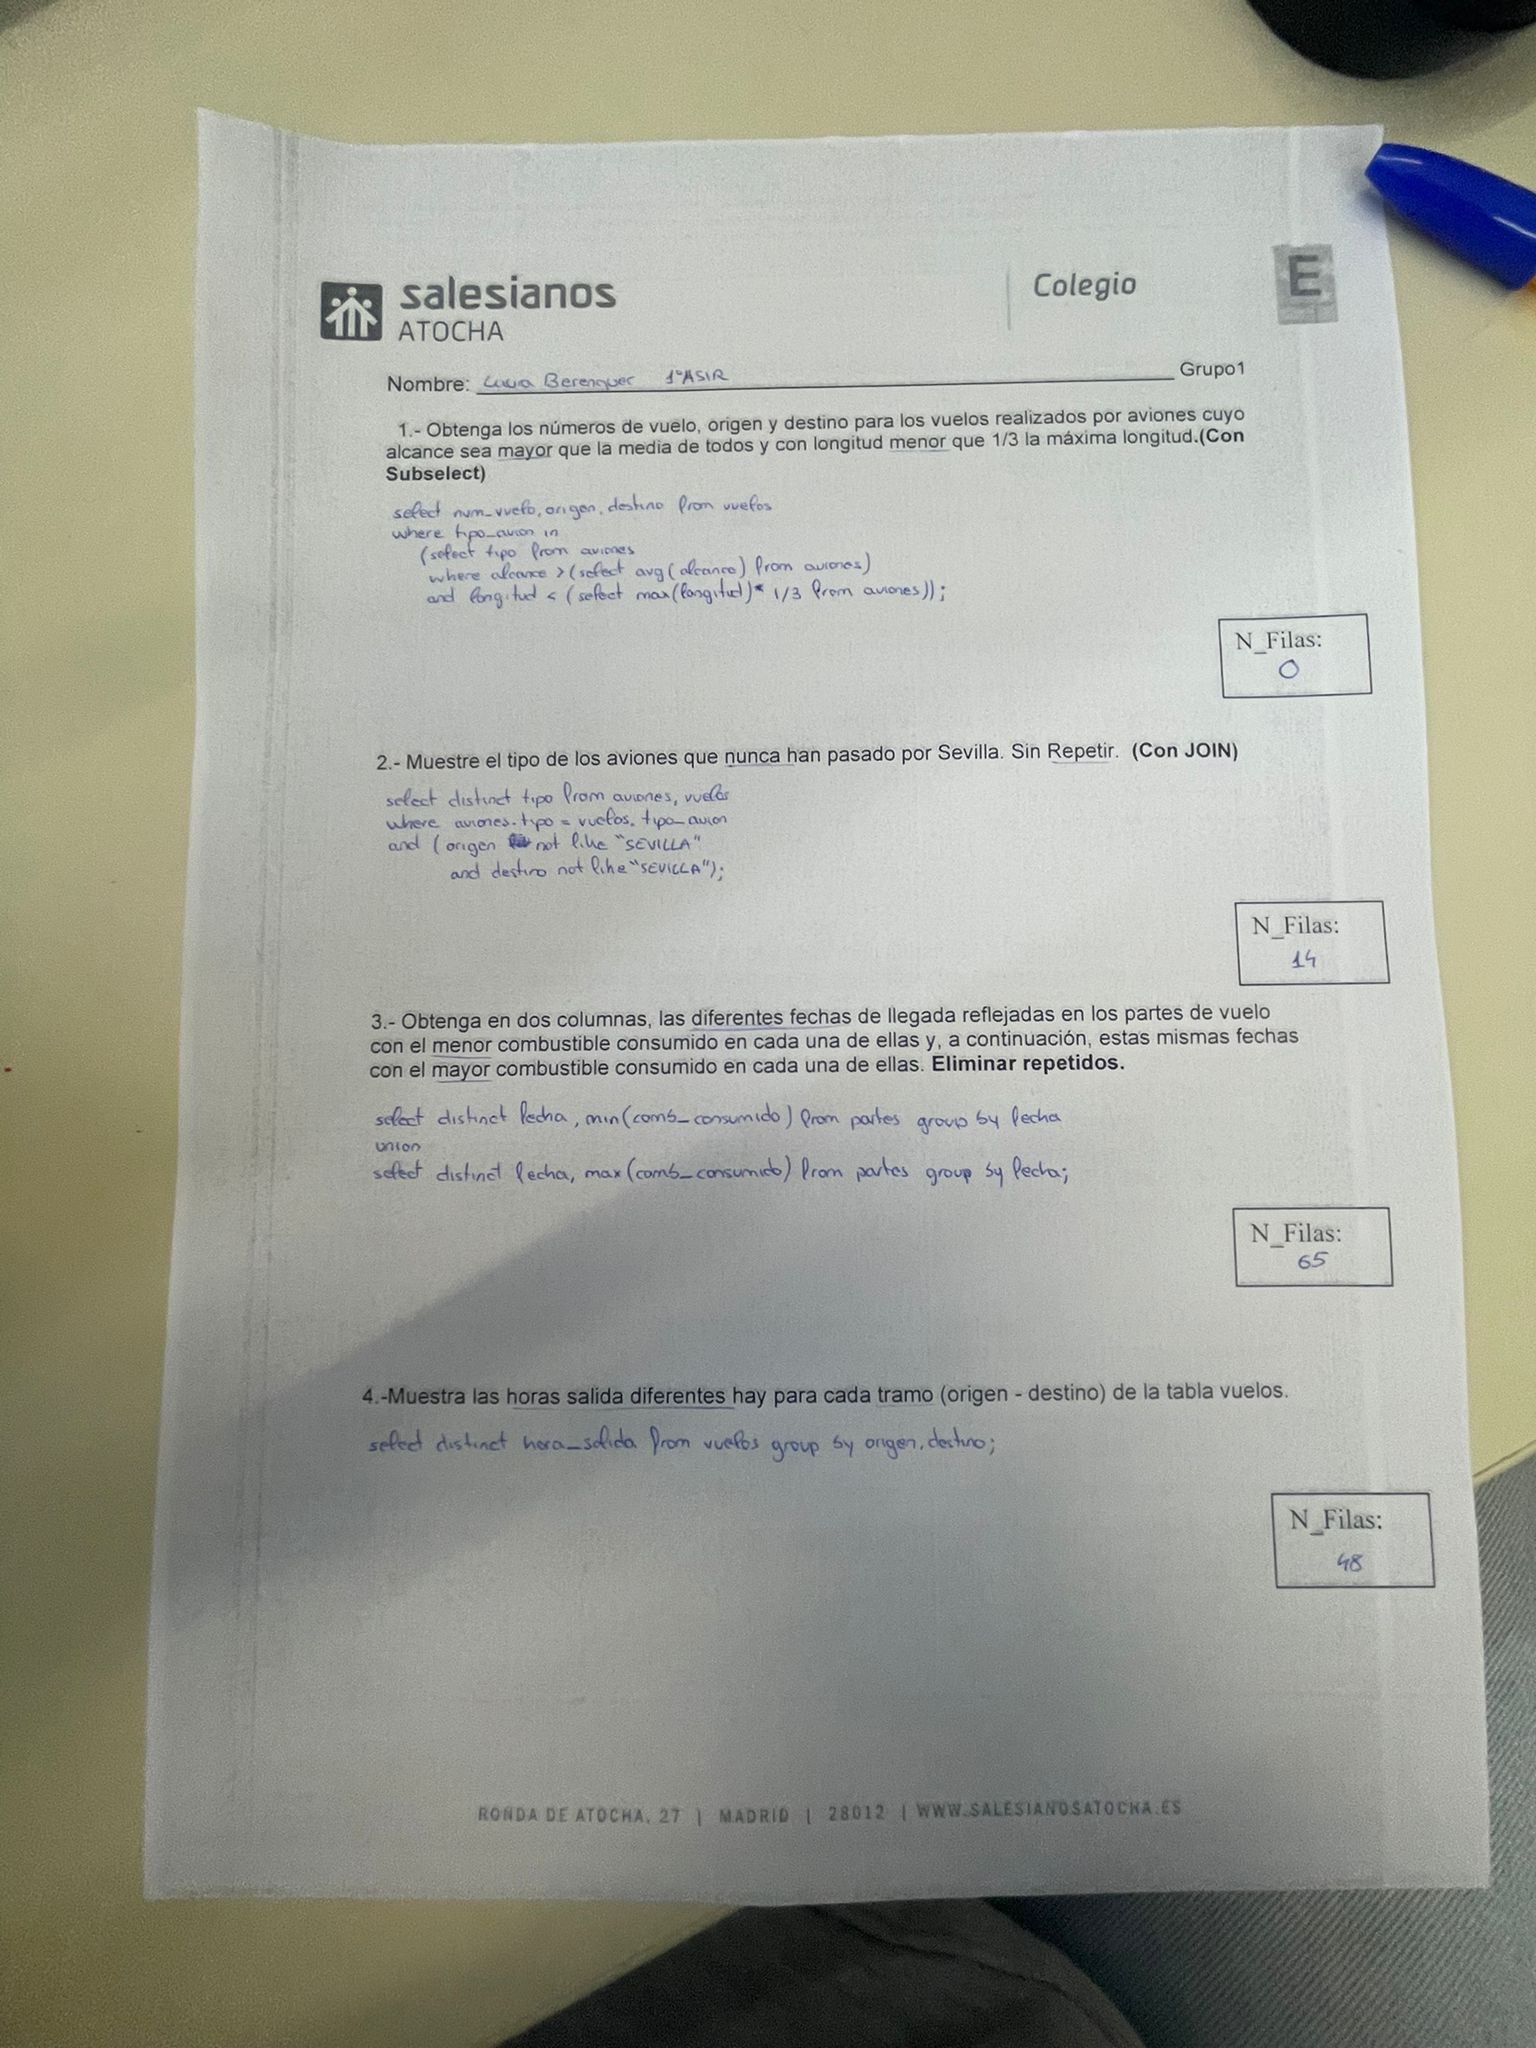 salesianos
ATOCHA
Colegio
E
Nombre: Lucia Berenguer 1ºASIR Grupo1
1.- Obtenga los números de vuelo, origen y destino para los vuelos realizados por aviones cuyo
alcance sea mayor que la media de todos y con longitud menor que 1/3 la máxima longitud.(Con
Subselect)
select num_vuelo, origen, destino from vuelos
where tipo_avion in
(select tipo from aviones
where alcance > (select avg(alcance) from aviones)
and longitud < (select max(longitud)* 1/3 from aviones));
N_Filas:
0
2.- Muestre el tipo de los aviones que nunca han pasado por Sevilla. Sin Repetir. (Con JOIN)
select distinct tipo from aviones, vuelos
where aviones.tipo = vuelos.tipo_avion
and (origen not like "SEVILLA"
and destino not like "SEVILLA");
N_Filas:
14
3.- Obtenga en dos columnas, las diferentes fechas de llegada reflejadas en los partes de vuelo
con el menor combustible consumido en cada una de ellas y, a continuación, estas mismas fechas
con el mayor combustible consumido en cada una de ellas. Eliminar repetidos.
select distinct fecha, min(comb_consumido) from partes group by fecha
union
select distinct fecha, max(comb_consumido) from partes group by fecha;
N_Filas:
65
4.-Muestra las horas salida diferentes hay para cada tramo (origen - destino) de la tabla vuelos.
select distinct hora_salida from vuelos group by origen, destino;
N_Filas:
48
RONDA DE ATOCHA, 27 | MADRID | 28012 | WWW.SALESIANOSATOCHA.ES